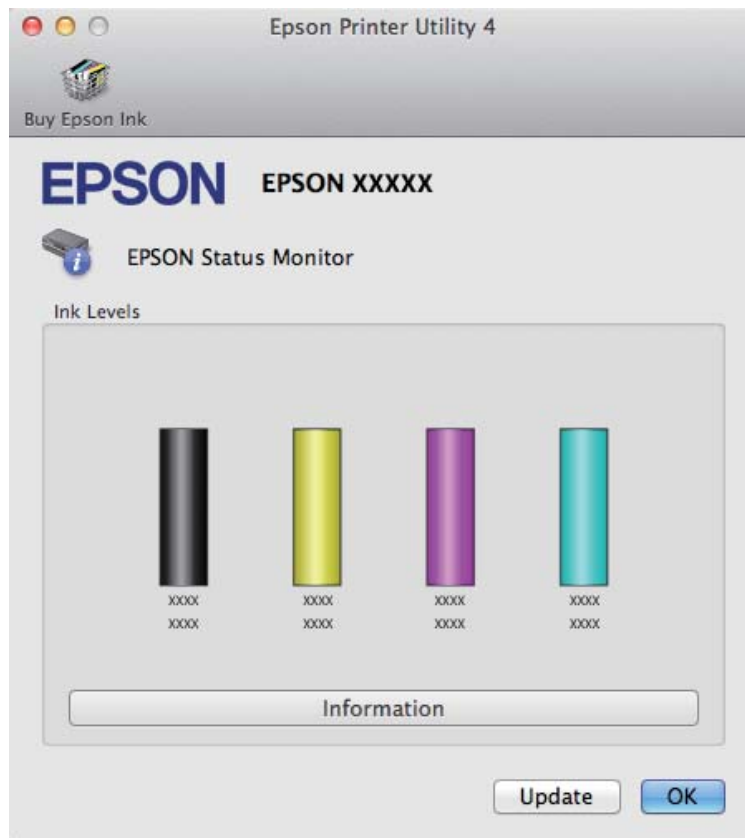 Epson Printer Utility 4
Buy Epson Ink
EPSON EPSON XXXXX
EPSON Status Monitor
Ink Levels
xxxx xxxx xxxx xxxx
xxxx xxxx xxxx xxxx
Information
Update OK